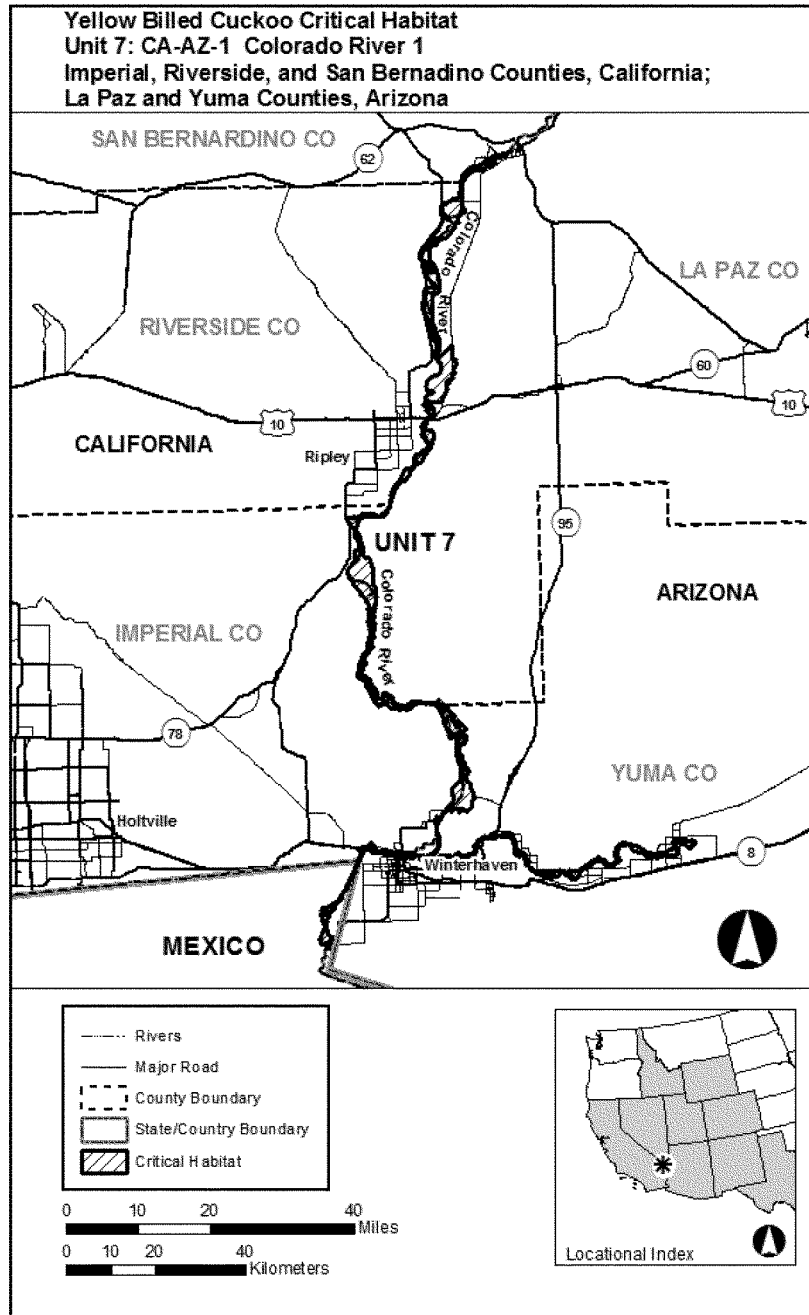 Yellow Billed Cuckoo Critical Habitat
Unit 7: CA-AZ-1 Colorado River 1
Imperial, Riverside, and San Bernadino Counties, California;
La Paz and Yuma Counties, Arizona
SAN BERNARDINO CO
62
Colorado River
LA PAZ CO
RIVERSIDE CO
60
10
10
CALIFORNIA
Ripley
95
UNIT 7
ARIZONA
Colorado River
IMPERIAL CO
78
YUMA CO
Holtville
Winterhaven
8
MEXICO
Rivers
Major Road
County Boundary
State/Country Boundary
Critical Habitat
0 10 20 40
Miles
0 10 20 40
Kilometers
Locational Index